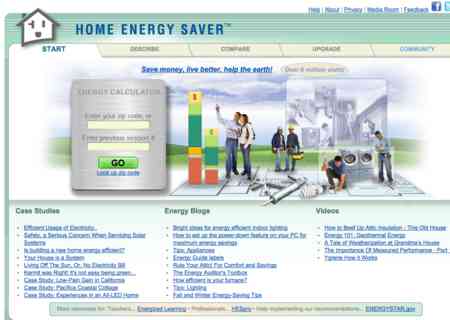 Help | About | Privacy | Media Room | Feedback
HOME ENERGY SAVER™
START DESCRIBE COMPARE UPGRADE COMMUNITY
Save money, live better, help the earth! Over 6 million visits
ENERGY CALCULATOR
Enter your zip code, or
Enter previous session #
GO
Look up zip code
Case Studies
Efficient Usage of Electricity..
Safety, a Serious Concern When Servicing Solar
Systems
Is building a new home energy efficient?
Your House is a System
Living Off The Sun, Or, No Electricity Bill
Kermit was Right: It's not easy being green...
Case Study: Low-Pain Gain in California
Case Study: Pacifica Coastal Cottage
Case Study: Experiences in an All-LED Home
Energy Blogs
Bright ideas for energy efficient indoor lighting
How to set up the power-down feature on your PC for
maximum energy savings
Tips: Appliances
Energy Guide labels
Rule Your Attic! For Comfort and Savings
The Energy Auditor's Toolbox
How efficient is your furnace?
Tips: Lighting
Fall and Winter Energy-Saving Tips
Videos
How to Beef Up Attic Insulation - This Old House
Energy 101: Geothermal Energy
A Tale of Weatherization at Grandma's House
The Importance Of Measured Performance - Part
Xplania How it Works
More resources for: Teachers... Energized Learning • Professionals... HESpro • Help implementing our recommendations... ENERGYSTAR.gov